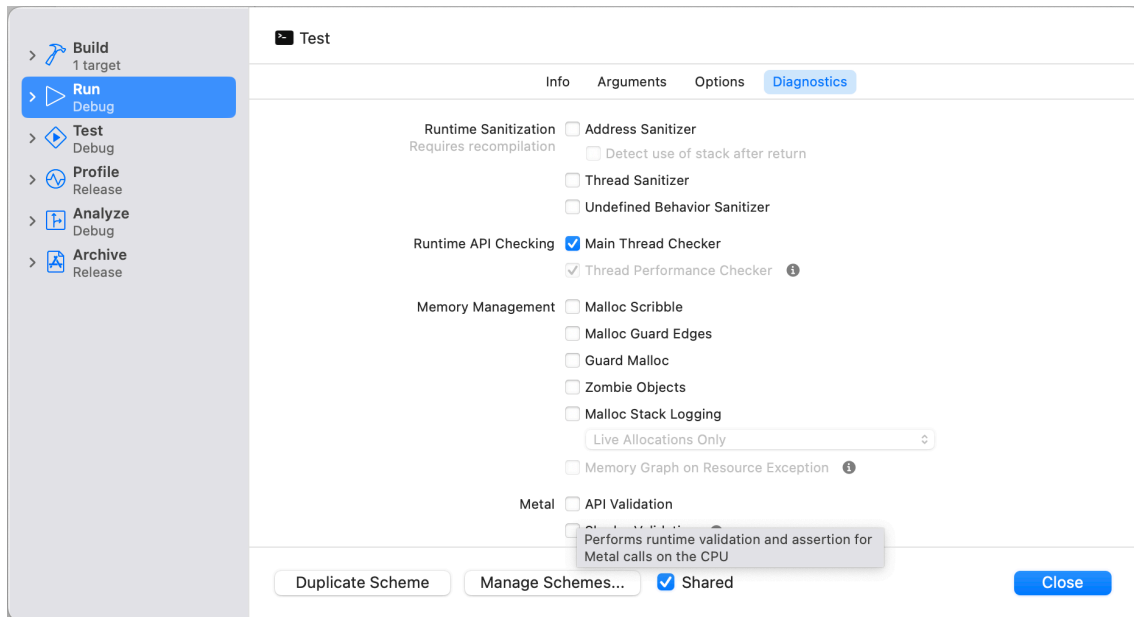 Build
1 target
Run
Debug
Test
Debug
Profile
Release
Analyze
Debug
Archive
Release
Test
Info Arguments Options Diagnostics
Runtime Sanitization Address Sanitizer
Requires recompilation
Detect use of stack after return
Thread Sanitizer
Undefined Behavior Sanitizer
Runtime API Checking Main Thread Checker
Thread Performance Checker
Memory Management Malloc Scribble
Malloc Guard Edges
Guard Malloc
Zombie Objects
Malloc Stack Logging
Live Allocations Only
Memory Graph on Resource Exception
Metal API Validation
Performs runtime validation and assertion for
Metal calls on the CPU
Duplicate Scheme Manage Schemes... Shared Close